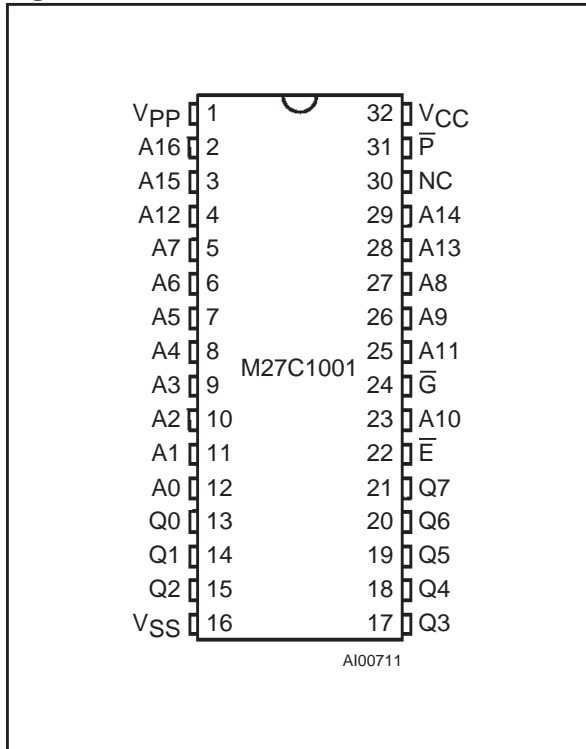 VPP 1 32 VCC
A16 2 31 P̅
A15 3 30 NC
A12 4 29 A14
A7 5 28 A13
A6 6 27 A8
A5 7 26 A9
A4 8 25 A11
M27C1001
A3 9 24 G̅
A2 10 23 A10
A1 11 22 E̅
A0 12 21 Q7
Q0 13 20 Q6
Q1 14 19 Q5
Q2 15 18 Q4
VSS 16 17 Q3
AI00711